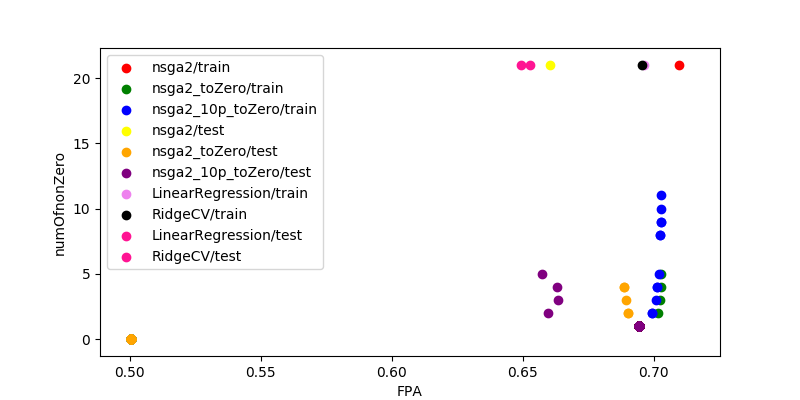 nsga2/train
nsga2_toZero/train
nsga2_10p_toZero/train
nsga2/test
nsga2_toZero/test
nsga2_10p_toZero/test
LinearRegression/train
RidgeCV/train
LinearRegression/test
RidgeCV/test
numOfnonZero
20
15
10
5
0
0.50 0.55 0.60 0.65 0.70
FPA